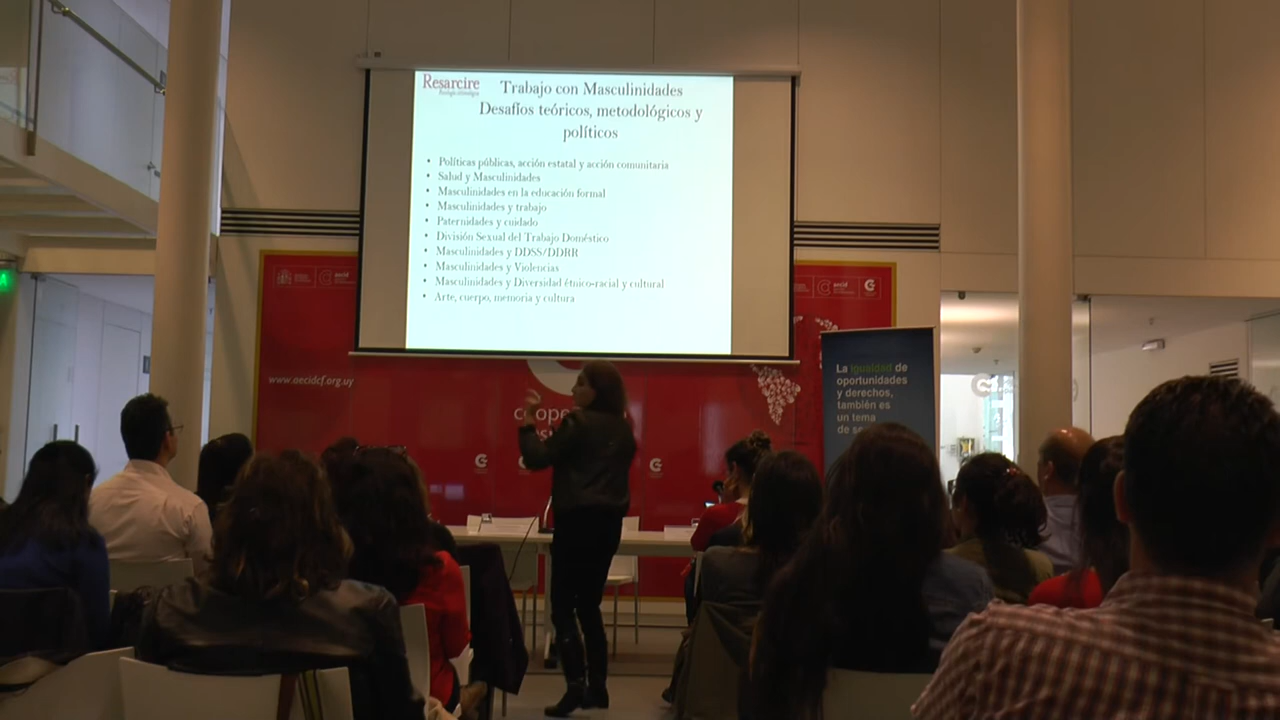 Resarcire
Trabajo con Masculinidades
Desafíos teóricos, metodológicos y
políticos
• Políticas públicas, acción estatal y acción comunitaria
• Salud y Masculinidades
• Masculinidades en la educación formal
• Masculinidades y trabajo
• Paternidades y cuidado
• División Sexual del Trabajo Doméstico
• Masculinidades y DDSS/DDRR
• Masculinidades y Violencias
• Masculinidades y Diversidad étnico-racial y cultural
• Arte, cuerpo, memoria y cultura
aecid
aecid
www.aecidcf.org.uy
La igualdad de
oportunidades
y derechos,
también es
un tema
de